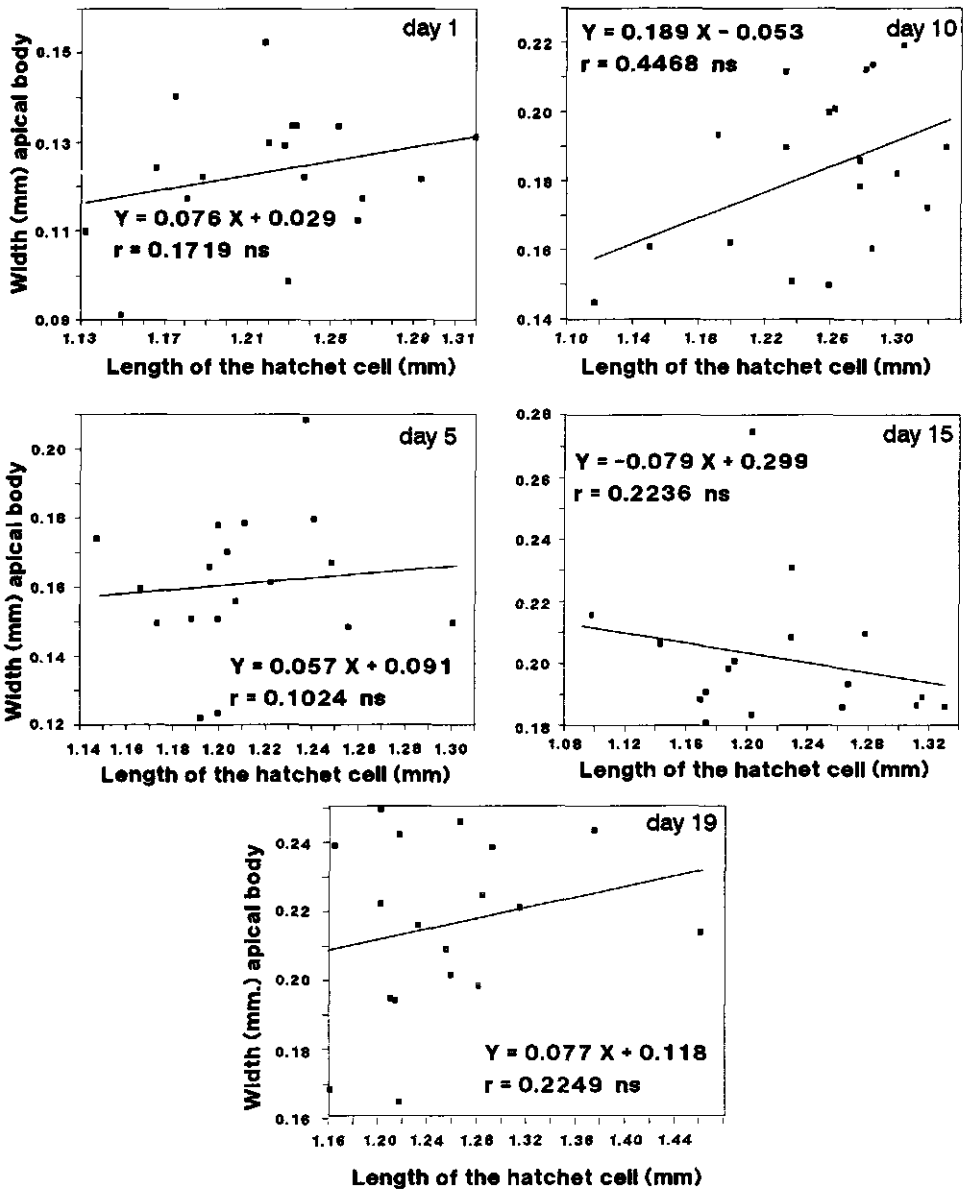 day 1
Y = 0.076 X + 0.029
r = 0.1719 ns
Width (mm) apical body
0.15
0.13
0.11
0.09
1.13 1.17 1.21 1.25 1.29 1.31
Length of the hatchet cell (mm)
day 10
Y = 0.189 X - 0.053
r = 0.4468 ns
0.22
0.20
0.18
0.16
0.14
1.10 1.14 1.18 1.22 1.26 1.30
Length of the hatchet cell (mm)
day 5
Y = 0.057 X + 0.091
r = 0.1024 ns
Width (mm) apical body
0.20
0.18
0.16
0.14
0.12
1.14 1.16 1.18 1.20 1.22 1.24 1.26 1.28 1.30
Length of the hatchet cell (mm)
day 15
Y = -0.079 X + 0.299
r = 0.2236 ns
0.28
0.26
0.24
0.22
0.20
0.18
1.08 1.12 1.16 1.20 1.24 1.28 1.32
Length of the hatchet cell (mm)
day 19
Y = 0.077 X + 0.118
r = 0.2249 ns
Width (mm.) apical body
0.24
0.22
0.20
0.18
0.16
1.16 1.20 1.24 1.28 1.32 1.36 1.40 1.44
Length of the hatchet cell (mm)